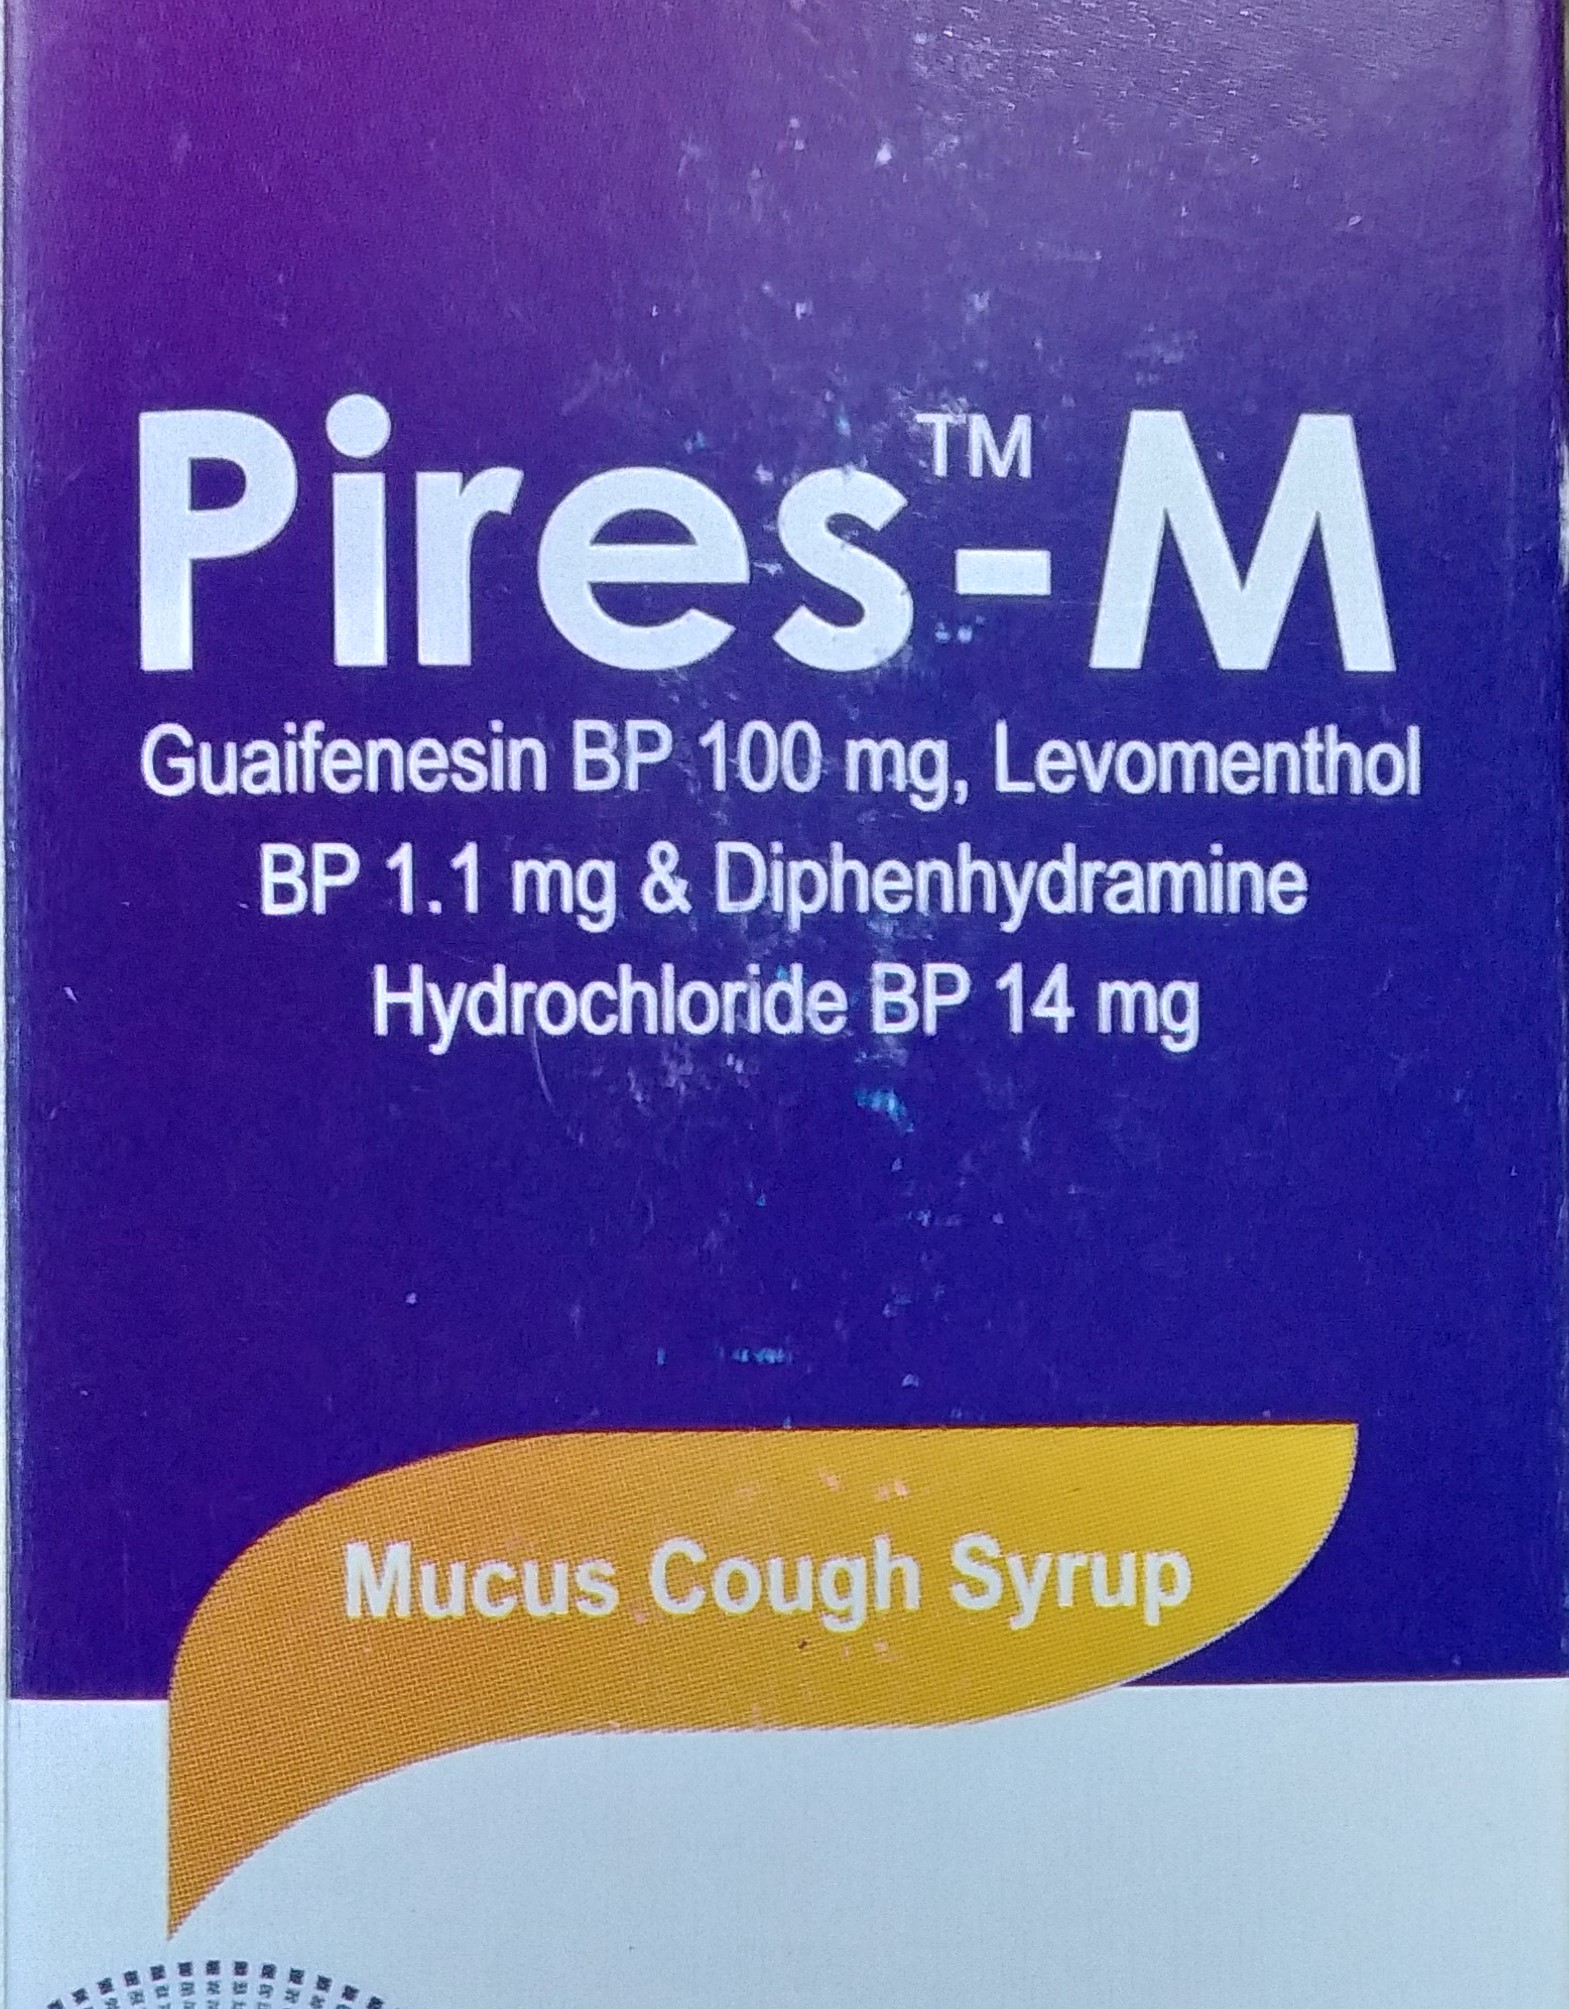 Pires™-M
Guaifenesin BP 100 mg, Levomenthol
BP 1.1 mg & Diphenhydramine
Hydrochloride BP 14 mg
Mucus Cough Syrup